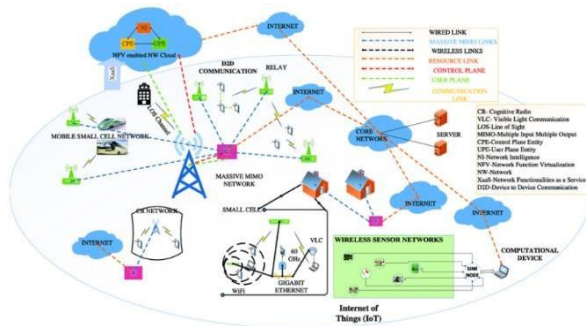 NI
CPE
CPE
NFV enabled NW Cloud
XaaS
LOS Channel
D2D
COMMUNICATION
RELAY
INTERNET
INTERNET
MOBILE SMALL CELL NETWORK
MASSIVE MIMO
NETWORK
CORE
NETWORK
SERVER
WIRED LINK
MASSIVE MIMO LINKS
WIRELESS LINKS
RESOURCE LINK
CONTROL PLANE
USER PLANE
COMMUNICATION
LINK
CR- Cognitive Radio
VLC- Visible Light Communication
LOS-Line of Sight
MIMO-Multiple Input Multiple Output
CPE-Control Plane Entity
UPE-User Plane Entity
NI-Network Intelligence
NFV-Network Function Virtualization
NW-Network
XaaS-Network Functionalities as a Service
D2D-Device to Device Communication
CR NETWORK
INTERNET
SMALL CELL
60
GHz
VLC
GIGABIT
ETHERNET
WiFi
INTERNET
INTERNET
WIRELESS SENSOR NETWORKS
SINK
NODE
COMPUTATIONAL
DEVICE
Internet of
Things (IoT)